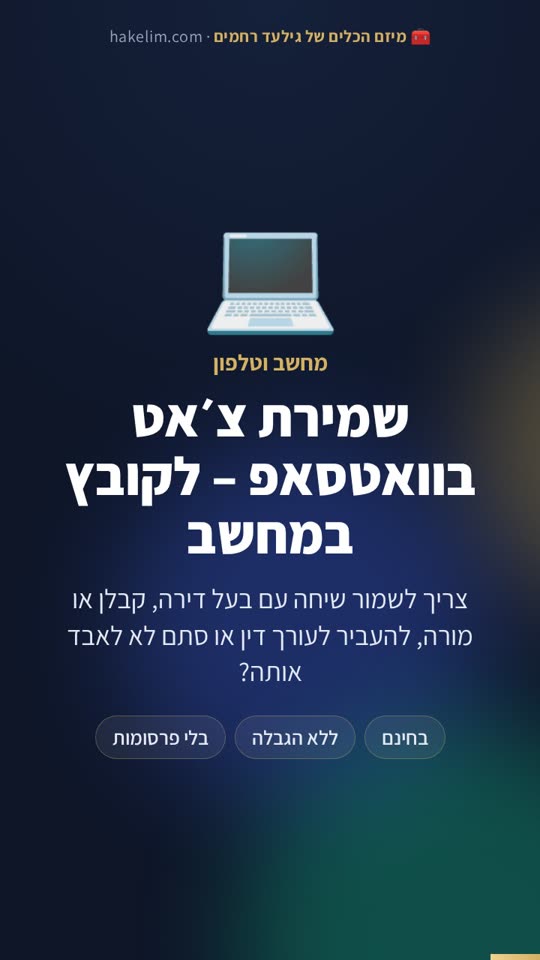 🧰 מיזם הכלים של גילעד רחמים · hakelim.com
מחשב וטלפון
שמירת צ׳אט
בוואטסאפ – לקובץ
במחשב
צריך לשמור שיחה עם בעל דירה, קבלן או
מורה, להעביר לעורך דין או סתם לא לאבד
אותה?
בחינם
ללא הגבלה
בלי פרסומות